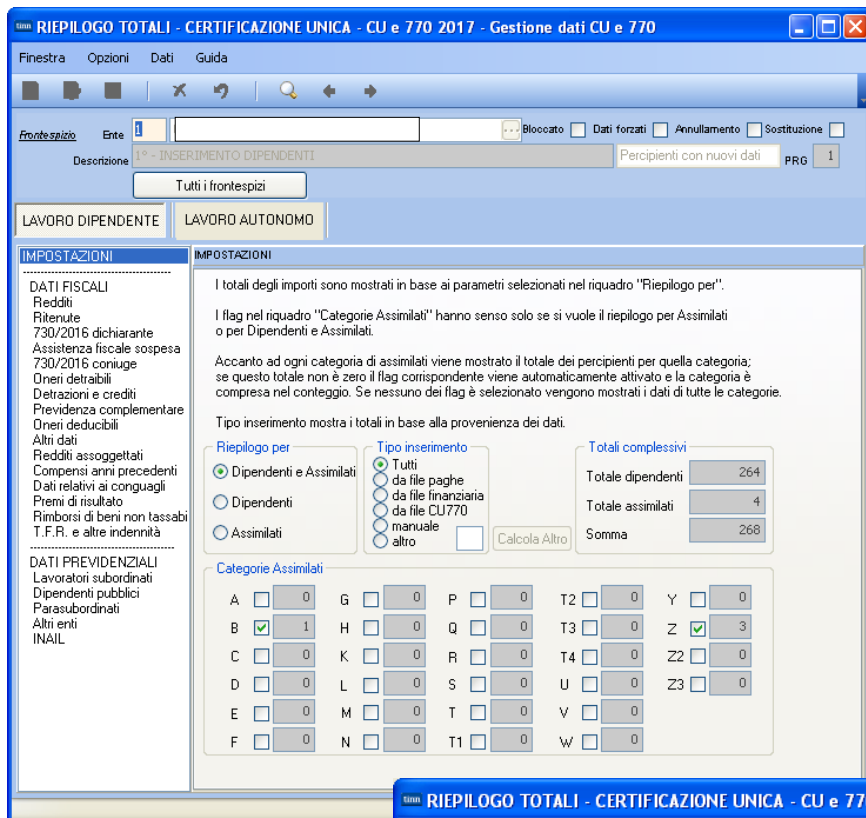 tinn RIEPILOGO TOTALI - CERTIFICAZIONE UNICA - CU e 770 2017 - Gestione dati CU e 770
Finestra Opzioni Dati Guida
Frontespizio Ente 1 ... Bloccato Dati forzati Annullamento Sostituzione
Descrizione 1° - INSERIMENTO DIPENDENTI Percipienti con nuovi dati PRG 1
Tutti i frontespizi
LAVORO DIPENDENTE LAVORO AUTONOMO
IMPOSTAZIONI
DATI FISCALI
Redditi
Ritenute
730/2016 dichiarante
Assistenza fiscale sospesa
730/2016 coniuge
Oneri detraibili
Detrazioni e crediti
Previdenza complementare
Oneri deducibili
Altri dati
Redditi assoggettati
Compensi anni precedenti
Dati relativi ai conguagli
Premi di risultato
Rimborsi di beni non tassabi
T.F.R. e altre indennità
DATI PREVIDENZIALI
Lavoratori subordinati
Dipendenti pubblici
Parasubordinati
Altri enti
INAIL
IMPOSTAZIONI
I totali degli importi sono mostrati in base ai parametri selezionati nel riquadro "Riepilogo per".
I flag nel riquadro "Categorie Assimilati" hanno senso solo se si vuole il riepilogo per Assimilati
o per Dipendenti e Assimilati.
Accanto ad ogni categoria di assimilati viene mostrato il totale dei percipienti per quella categoria;
se questo totale non è zero il flag corrispondente viene automaticamente attivato e la categoria è
compresa nel conteggio. Se nessuno dei flag è selezionato vengono mostrati i dati di tutte le categorie.
Tipo inserimento mostra i totali in base alla provenienza dei dati.
Riepilogo per
Dipendenti e Assimilati
Dipendenti
Assimilati
Tipo inserimento
Tutti
da file paghe
da file finanziaria
da file CU770
manuale
altro Calcola Altro
Totali complessivi
Totale dipendenti 264
Totale assimilati 4
Somma 268
Categorie Assimilati
A 0 G 0 P 0 T2 0 Y 0
B 1 H 0 Q 0 T3 0 Z 3
C 0 K 0 R 0 T4 0 Z2 0
D 0 L 0 S 0 U 0 Z3 0
E 0 M 0 T 0 V 0
F 0 N 0 T1 0 W 0
tinn RIEPILOGO TOTALI - CERTIFICAZIONE UNICA - CU e 77